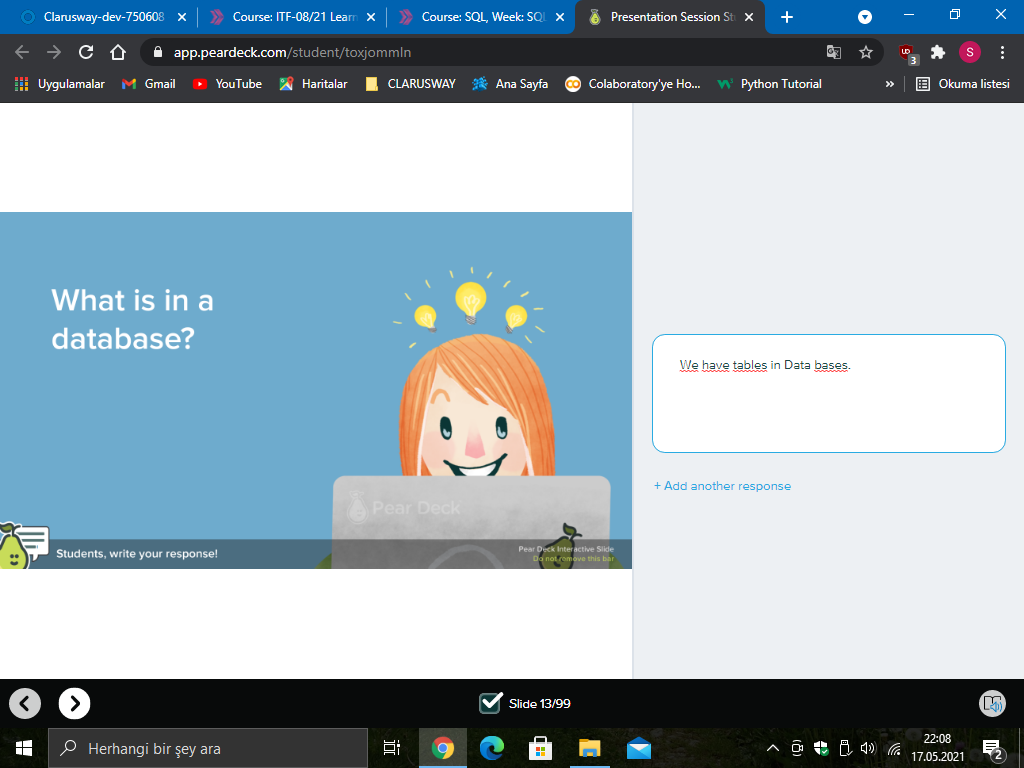 Clarusway-dev-750608
Course: ITF-08/21 Learn
Course: SQL, Week: SQL
Presentation Session St
app.peardeck.com/student/toxjommln
3
S
Uygulamalar
Gmail
YouTube
Haritalar
CLARUSWAY
Ana Sayfa
Colaboratory'ye Ho...
Python Tutorial
»
Okuma listesi
What is in a
database?
Pear Deck
Students, write your response!
Pear Deck Interactive Slide
Do not remove this bar
We have tables in Data bases.
+ Add another response
Slide 13/99
Herhangi bir şey ara
22:08
17.05.2021
2